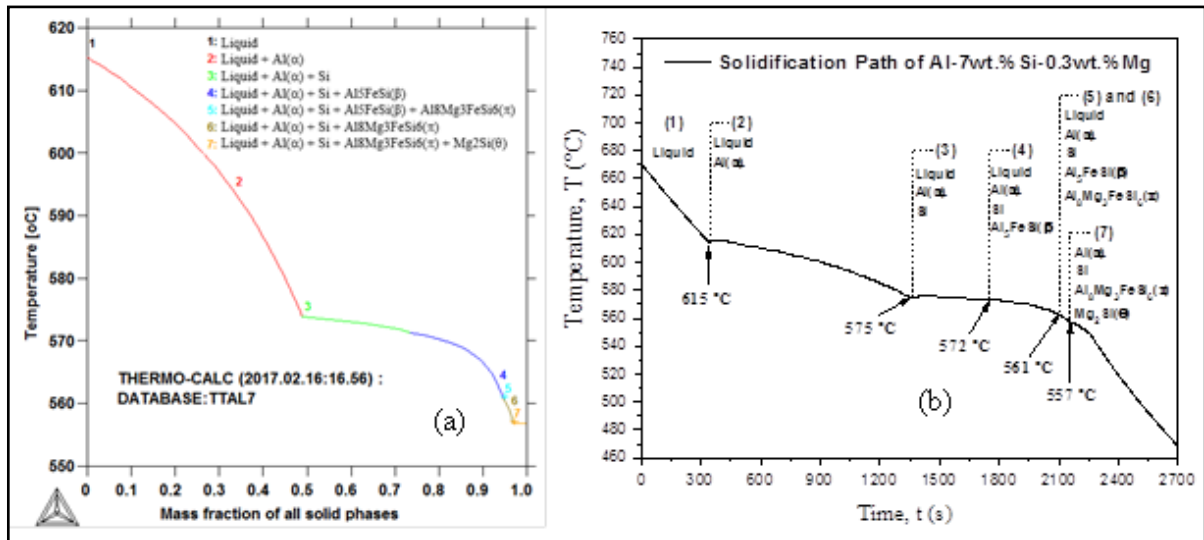 (a)
620
610
600
590
580
570
560
550
Temperature [oC]
1
1: Liquid
2: Liquid + Al(α)
3: Liquid + Al(α) + Si
4: Liquid + Al(α) + Si + Al5FeSi(β)
5: Liquid + Al(α) + Si + Al5FeSi(β) + Al8Mg3FeSi6(π)
6: Liquid + Al(α) + Si + Al8Mg3FeSi6(π)
7: Liquid + Al(α) + Si + Al8Mg3FeSi6(π) + Mg2Si(θ)
2
3
4
5
6
7
THERMO-CALC (2017.02.16:16.56) :
DATABASE:TTAL7
(a)
0 0.1 0.2 0.3 0.4 0.5 0.6 0.7 0.8 0.9 1.0
Mass fraction of all solid phases
760
740
720
700
680
660
640
620
600
580
560
540
520
500
480
460
Temperature, T (°C)
Solidification Path of Al-7wt.% Si-0.3wt.% Mg
(1)
Liquid
(2)
Liquid
Al(α)
(3)
Liquid
Al(α)
Si
(4)
Liquid
Al(α)
Si
Al5FeSi(β)
(5) and (6)
Liquid
Al(α)
Si
Al5FeSi(β)
Al8Mg3FeSi6(π)
(7)
Al(α)
Si
Al8Mg3FeSi6(π)
Mg2Si(θ)
615 °C
575 °C
572 °C
561 °C
557 °C
(b)
0 300 600 900 1200 1500 1800 2100 2400 2700
Time, t (s)